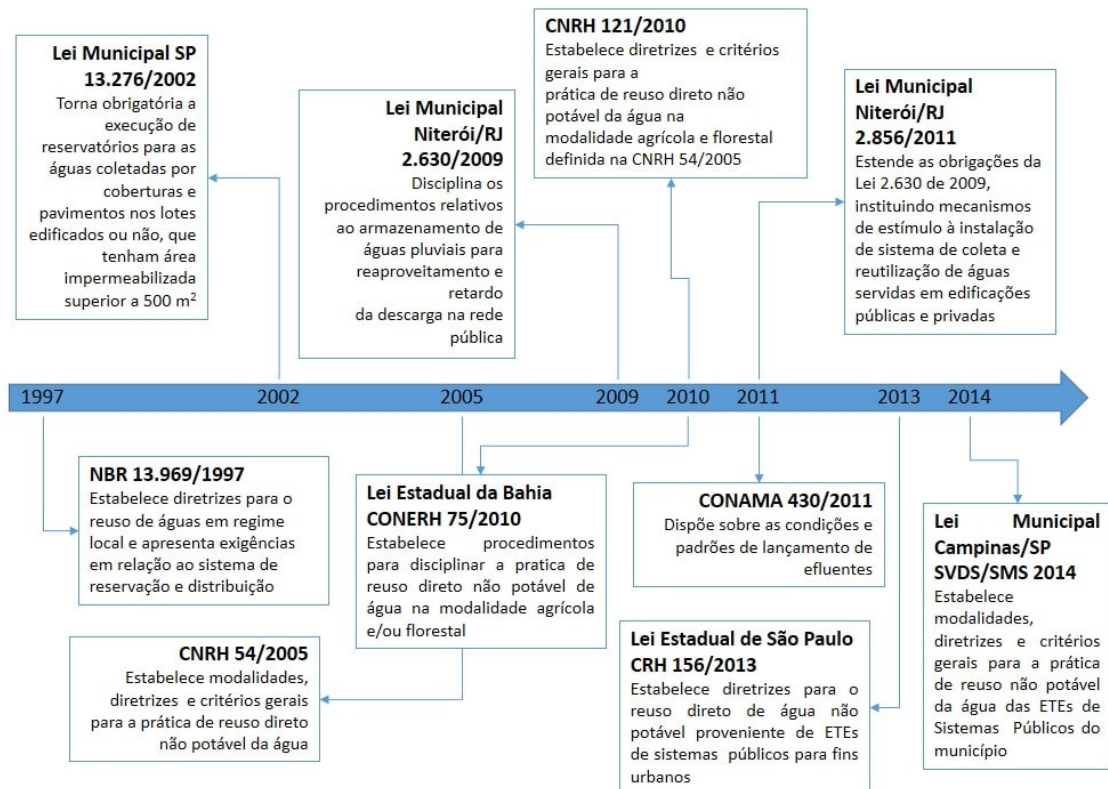 Lei Municipal SP
13.276/2002
Torna obrigatória a
execução de
reservatórios para as
águas coletadas por
coberturas e
pavimentos nos lotes
edificados ou não, que
tenham área
impermeabilizada
superior a 500 m²
Lei Municipal
Niterói/RJ
2.630/2009
Disciplina os
procedimentos relativos
ao armazenamento de
águas pluviais para
reaproveitamento e
retardo
da descarga na rede
pública
CNRH 121/2010
Estabelece diretrizes e critérios
gerais para a
prática de reuso direto não
potável da água na
modalidade agrícola e florestal
definida na CNRH 54/2005
Lei Municipal
Niterói/RJ
2.856/2011
Estende as obrigações da
Lei 2.630 de 2009,
instituindo mecanismos
de estímulo à instalação
de sistema de coleta e
reutilização de águas
servidas em edificações
públicas e privadas
1997 2002 2005 2009 2010 2011 2013 2014
NBR 13.969/1997
Estabelece diretrizes para o
reuso de águas em regime
local e apresenta exigências
em relação ao sistema de
reservação e distribuição
CNRH 54/2005
Estabelece modalidades,
diretrizes e critérios gerais
para a prática de reuso direto
não potável da água
Lei Estadual da Bahia
CONERH 75/2010
Estabelece procedimentos
para disciplinar a pratica de
reuso direto não potável de
água na modalidade agrícola
e/ou florestal
CONAMA 430/2011
Dispõe sobre as condições e
padrões de lançamento de
efluentes
Lei Estadual de São Paulo
CRH 156/2013
Estabelece diretrizes para o
reuso direto de água não
potável proveniente de ETEs
de sistemas públicos para fins
urbanos
Lei Municipal
Campinas/SP
SVDS/SMS 2014
Estabelece
modalidades,
diretrizes e critérios
gerais para a prática
de reuso não potável
da água das ETEs de
Sistemas Públicos do
município